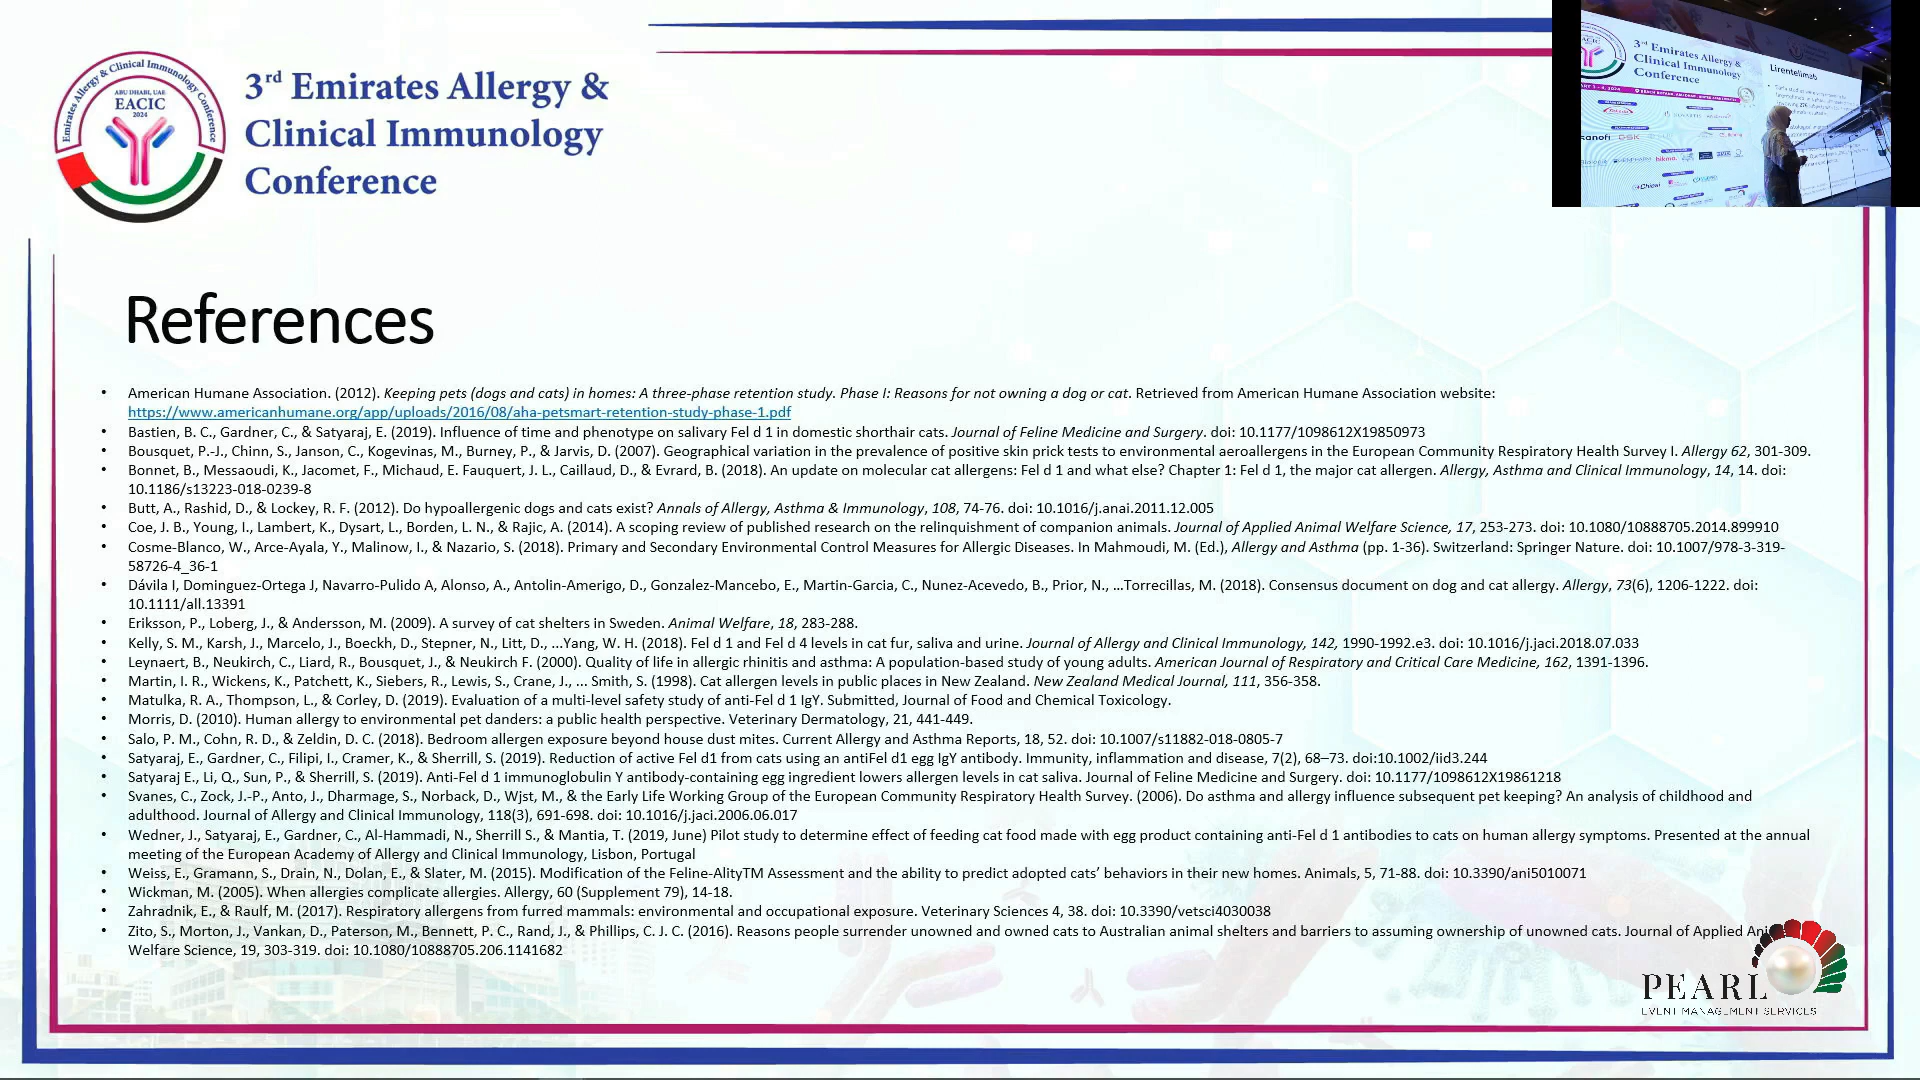 Emirates Allergy & Clinical Immunology Conference
ABU DHABI, UAE
EACIC
2024
3rd Emirates Allergy &
Clinical Immunology
Conference
3rd Emirates Allergy &
Clinical Immunology
Conference
Lirentelimab
References
• American Humane Association. (2012). Keeping pets (dogs and cats) in homes: A three-phase retention study. Phase I: Reasons for not owning a dog or cat. Retrieved from American Humane Association website:
https://www.americanhumane.org/app/uploads/2016/08/aha-petsmart-retention-study-phase-1.pdf
• Bastien, B. C., Gardner, C., & Satyaraj, E. (2019). Influence of time and phenotype on salivary Fel d 1 in domestic shorthair cats. Journal of Feline Medicine and Surgery. doi: 10.1177/1098612X19850973
• Bousquet, P.-J., Chinn, S., Janson, C., Kogevinas, M., Burney, P., & Jarvis, D. (2007). Geographical variation in the prevalence of positive skin prick tests to environmental aeroallergens in the European Community Respiratory Health Survey I. Allergy 62, 301-309.
• Bonnet, B., Messaoudi, K., Jacomet, F., Michaud, E. Fauquert, J. L., Caillaud, D., & Evrard, B. (2018). An update on molecular cat allergens: Fel d 1 and what else? Chapter 1: Fel d 1, the major cat allergen. Allergy, Asthma and Clinical Immunology, 14, 14. doi:
10.1186/s13223-018-0239-8
• Butt, A., Rashid, D., & Lockey, R. F. (2012). Do hypoallergenic dogs and cats exist? Annals of Allergy, Asthma & Immunology, 108, 74-76. doi: 10.1016/j.anai.2011.12.005
• Coe, J. B., Young, I., Lambert, K., Dysart, L., Borden, L. N., & Rajic, A. (2014). A scoping review of published research on the relinquishment of companion animals. Journal of Applied Animal Welfare Science, 17, 253-273. doi: 10.1080/10888705.2014.899910
• Cosme-Blanco, W., Arce-Ayala, Y., Malinow, I., & Nazario, S. (2018). Primary and Secondary Environmental Control Measures for Allergic Diseases. In Mahmoudi, M. (Ed.), Allergy and Asthma (pp. 1-36). Switzerland: Springer Nature. doi: 10.1007/978-3-319-
58726-4_36-1
• Dávila I, Dominguez-Ortega J, Navarro-Pulido A, Alonso, A., Antolin-Amerigo, D., Gonzalez-Mancebo, E., Martin-Garcia, C., Nunez-Acevedo, B., Prior, N., …Torrecillas, M. (2018). Consensus document on dog and cat allergy. Allergy, 73(6), 1206-1222. doi:
10.1111/all.13391
• Eriksson, P., Loberg, J., & Andersson, M. (2009). A survey of cat shelters in Sweden. Animal Welfare, 18, 283-288.
• Kelly, S. M., Karsh, J., Marcelo, J., Boeckh, D., Stepner, N., Litt, D., …Yang, W. H. (2018). Fel d 1 and Fel d 4 levels in cat fur, saliva and urine. Journal of Allergy and Clinical Immunology, 142, 1990-1992.e3. doi: 10.1016/j.jaci.2018.07.033
• Leynaert, B., Neukirch, C., Liard, R., Bousquet, J., & Neukirch F. (2000). Quality of life in allergic rhinitis and asthma: A population-based study of young adults. American Journal of Respiratory and Critical Care Medicine, 162, 1391-1396.
• Martin, I. R., Wickens, K., Patchett, K., Siebers, R., Lewis, S., Crane, J., ... Smith, S. (1998). Cat allergen levels in public places in New Zealand. New Zealand Medical Journal, 111, 356-358.
• Matulka, R. A., Thompson, L., & Corley, D. (2019). Evaluation of a multi-level safety study of anti-Fel d 1 IgY. Submitted, Journal of Food and Chemical Toxicology.
• Morris, D. (2010). Human allergy to environmental pet danders: a public health perspective. Veterinary Dermatology, 21, 441-449.
• Salo, P. M., Cohn, R. D., & Zeldin, D. C. (2018). Bedroom allergen exposure beyond house dust mites. Current Allergy and Asthma Reports, 18, 52. doi: 10.1007/s11882-018-0805-7
• Satyaraj, E., Gardner, C., Filipi, I., Cramer, K., & Sherrill, S. (2019). Reduction of active Fel d1 from cats using an antiFel d1 egg IgY antibody. Immunity, inflammation and disease, 7(2), 68–73. doi:10.1002/iid3.244
• Satyaraj E., Li, Q., Sun, P., & Sherrill, S. (2019). Anti-Fel d 1 immunoglobulin Y antibody-containing egg ingredient lowers allergen levels in cat saliva. Journal of Feline Medicine and Surgery. doi: 10.1177/1098612X19861218
• Svanes, C., Zock, J.-P., Anto, J., Dharmage, S., Norback, D., Wjst, M., & the Early Life Working Group of the European Community Respiratory Health Survey. (2006). Do asthma and allergy influence subsequent pet keeping? An analysis of childhood and
adulthood. Journal of Allergy and Clinical Immunology, 118(3), 691-698. doi: 10.1016/j.jaci.2006.06.017
• Wedner, J., Satyaraj, E., Gardner, C., Al-Hammadi, N., Sherrill S., & Mantia, T. (2019, June) Pilot study to determine effect of feeding cat food made with egg product containing anti-Fel d 1 antibodies to cats on human allergy symptoms. Presented at the annual
meeting of the European Academy of Allergy and Clinical Immunology, Lisbon, Portugal
• Weiss, E., Gramann, S., Drain, N., Dolan, E., & Slater, M. (2015). Modification of the Feline-AlityTM Assessment and the ability to predict adopted cats’ behaviors in their new homes. Animals, 5, 71-88. doi: 10.3390/ani5010071
• Wickman, M. (2005). When allergies complicate allergies. Allergy, 60 (Supplement 79), 14-18.
• Zahradnik, E., & Raulf, M. (2017). Respiratory allergens from furred mammals: environmental and occupational exposure. Veterinary Sciences 4, 38. doi: 10.3390/vetsci4030038
• Zito, S., Morton, J., Vankan, D., Paterson, M., Bennett, P. C., Rand, J., & Phillips, C. J. C. (2016). Reasons people surrender unowned and owned cats to Australian animal shelters and barriers to assuming ownership of unowned cats. Journal of Applied
Welfare Science, 19, 303-319. doi: 10.1080/10888705.206.1141682
PEARL
EVENT MANAGEMENT SERVICES